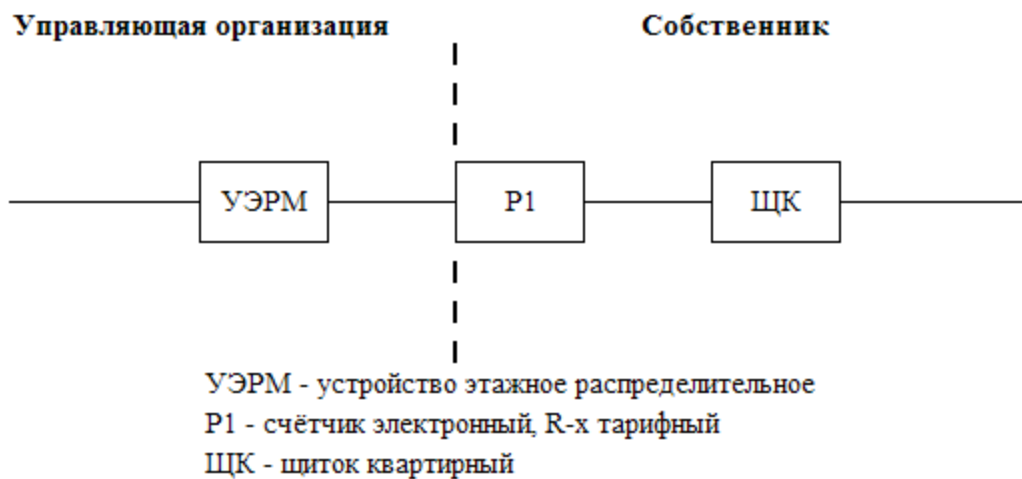 Управляющая организация
Собственник
УЭРМ
Р1
ЩК
УЭРМ - устройство этажное распределительное
Р1 - счётчик электронный, R-х тарифный
ЩК - щиток квартирный